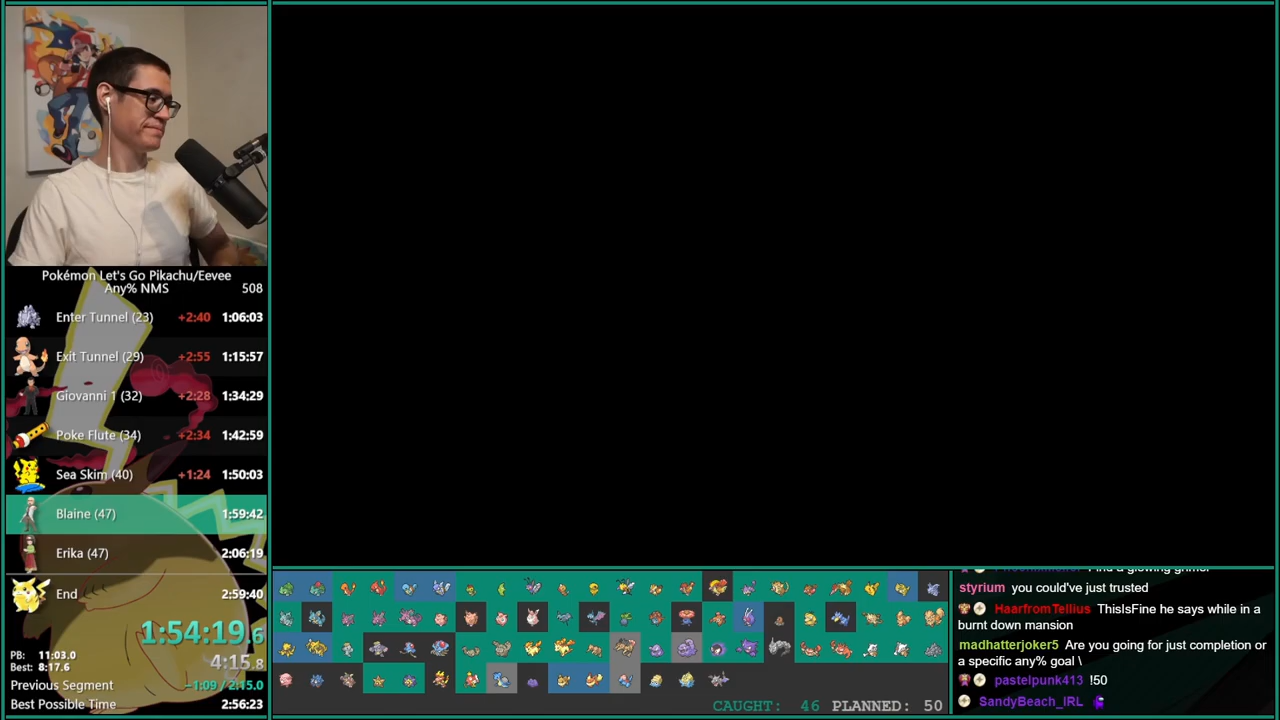 Pokémon Let's Go Pikachu/Eevee
Any% NMS 508
Enter Tunnel (23) +2:40 1:06:03
Exit Tunnel (29) +2:55 1:15:57
Giovanni 1 (32) +2:28 1:34:29
Poke Flute (34) +2:34 1:42:59
Sea Skim (40) +1:24 1:50:03
Blaine (47) 1:59:42
Erika (47) 2:06:19
End 2:59:40
1:54:19.6
PB: 11:03.0 4:15.8
Best: 8:17.6
Previous Segment -1:09 / 2:15.0
Best Possible Time 2:56:23
CAUGHT: 46 PLANNED: 50
styrium you could've just trusted
HaarfromTellius ThisIsFine he says while in a
burnt down mansion
madhatterjoker5 Are you going for just completion or
a specific any% goal \
pastelpunk413 !50
SandyBeach_IRL